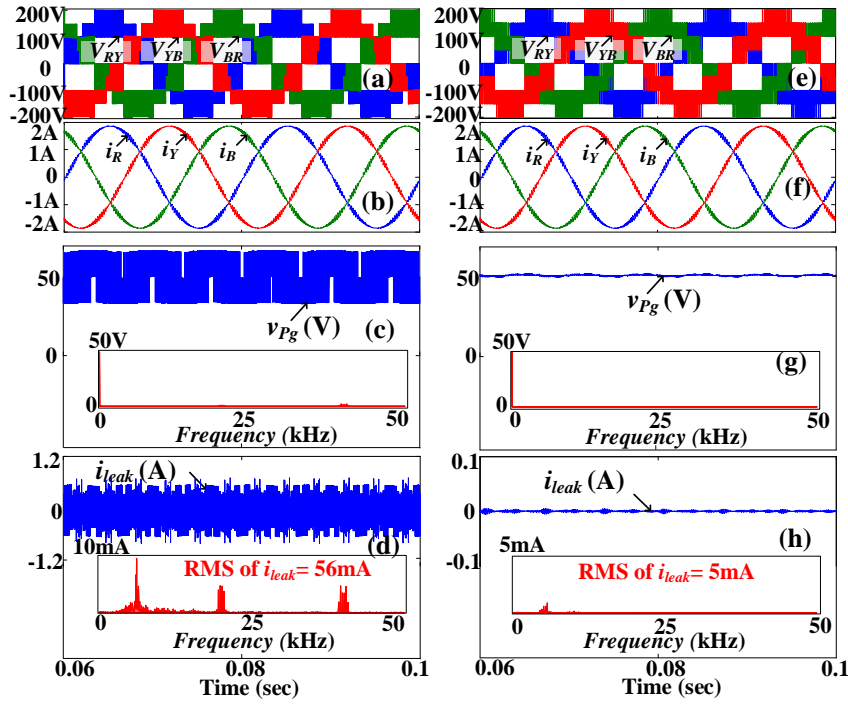 200V
100V
0
-100V
-200V
V_RY
V_YB
V_BR
(a)
2A
1A
0
-1A
-2A
i_R
i_Y
i_B
(b)
50
0
v_Pg (V)
(c)
50V
0
0
25
50
Frequency (kHz)
1.2
0
-1.2
i_leak (A)
(d)
10mA
RMS of i_leak= 56mA
0
25
50
Frequency (kHz)
0.06
0.08
0.1
Time (sec)
200V
100V
0
-100V
-200V
V_RY
V_YB
V_BR
(e)
2A
1A
0
-1A
-2A
i_R
i_Y
i_B
(f)
50
0
v_Pg (V)
(g)
50V
0
0
25
50
Frequency (kHz)
0.1
0
-0.1
i_leak (A)
(h)
5mA
RMS of i_leak= 5mA
0
25
50
Frequency (kHz)
0.06
0.08
0.1
Time (sec)